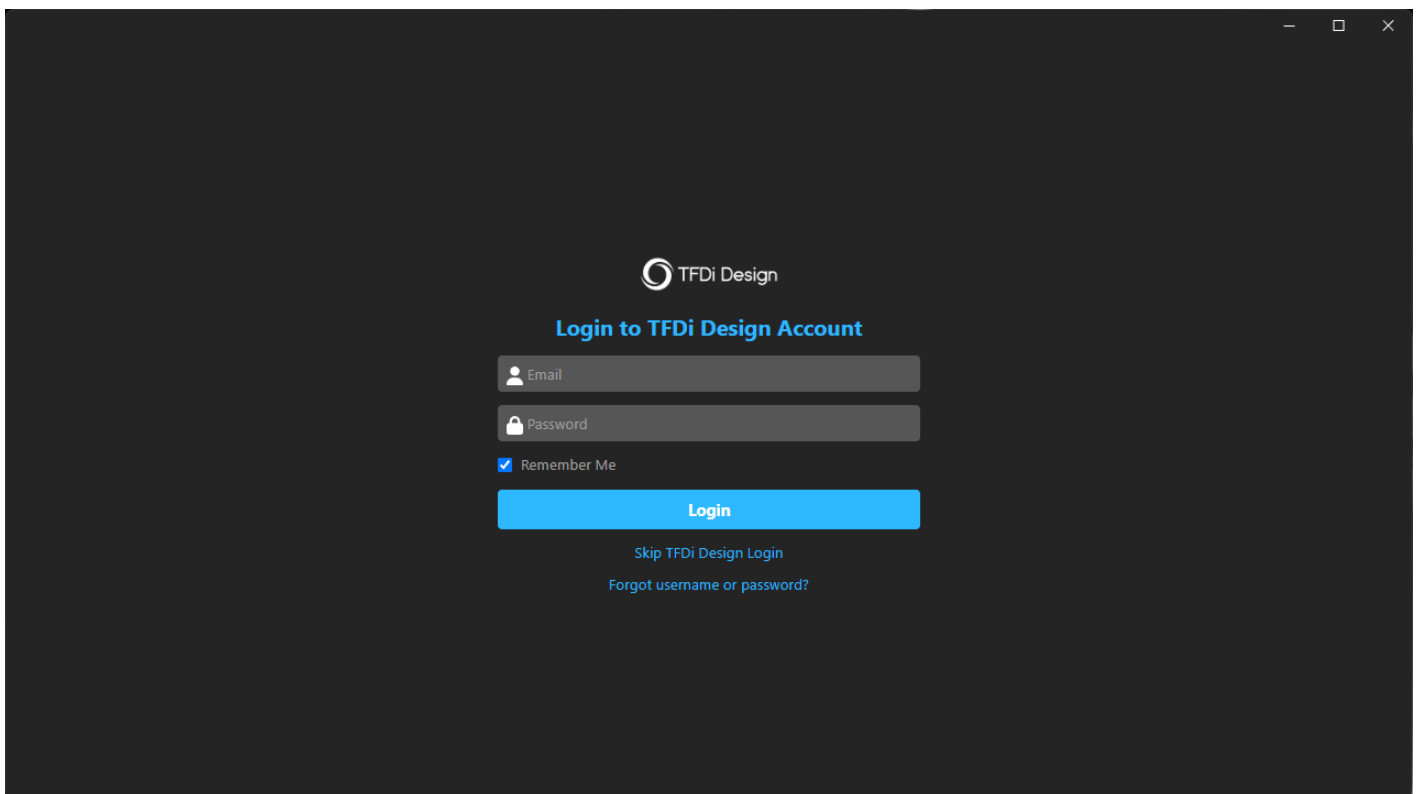 TFDi Design
Login to TFDi Design Account
Email
Password
Remember Me
Login
Skip TFDi Design Login
Forgot username or password?